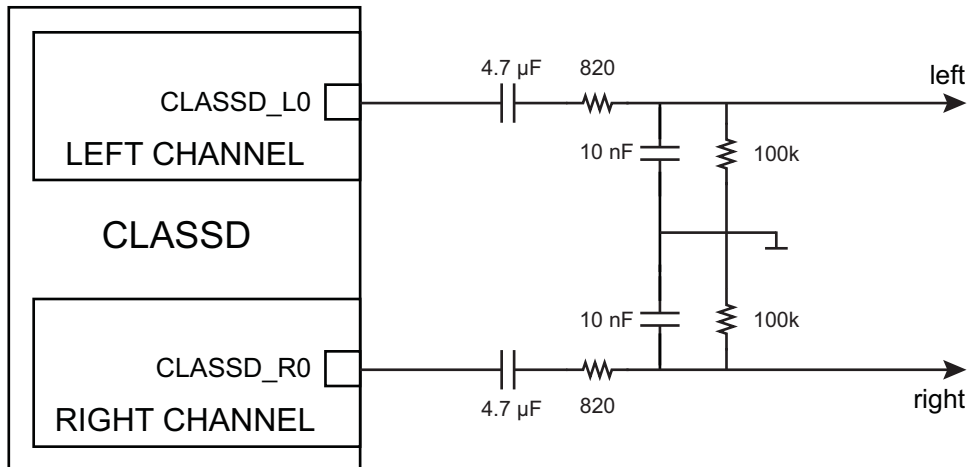 4.7 µF
820
left
CLASSD_L0
LEFT CHANNEL
10 nF
100k
CLASSD
10 nF
100k
CLASSD_R0
RIGHT CHANNEL
4.7 µF
820
right